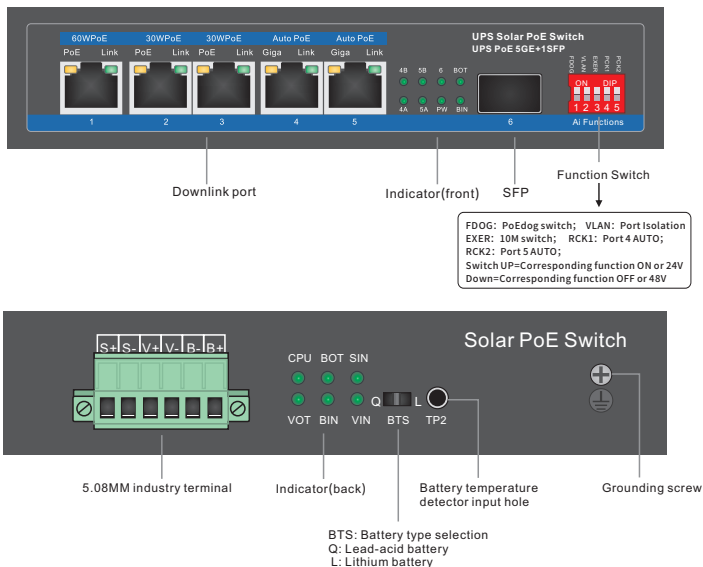 60WPoE 30WPoE 30WPoE Auto PoE Auto PoE
PoE Link PoE Link PoE Link Giga Link Giga Link
1 2 3 4 5
UPS Solar PoE Switch
UPS PoE 5GE+1SFP
4B 5B 6 BOT
4A 5A PW BIN
6
FDOG VLAN EXER PCK1 PCK2
ON DIP
1 2 3 4 5
Ai Functions
Downlink port
Indicator(front)
SFP
Function Switch
FDOG: PoEdog switch; VLAN: Port Isolation
EXER: 10M switch; RCK1: Port 4 AUTO;
RCK2: Port 5 AUTO;
Switch UP=Corresponding function ON or 24V
Down=Corresponding function OFF or 48V
S+ S- V+ V- B- B+
Solar PoE Switch
CPU BOT SIN
Q L
VOT BIN VIN BTS TP2
5.08MM industry terminal
Indicator(back)
Battery temperature
detector input hole
Grounding screw
BTS: Battery type selection
Q: Lead-acid battery
L: Lithium battery